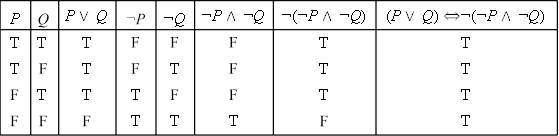 P Q P ∨ Q ¬P ¬Q ¬P ∧ ¬Q ¬(¬P ∧ ¬Q) (P ∨ Q) ⇔ ¬(¬P ∧ ¬Q)
T T T F F F T T
T F T F T F T T
F T T T F F T T
F F F T T T F T